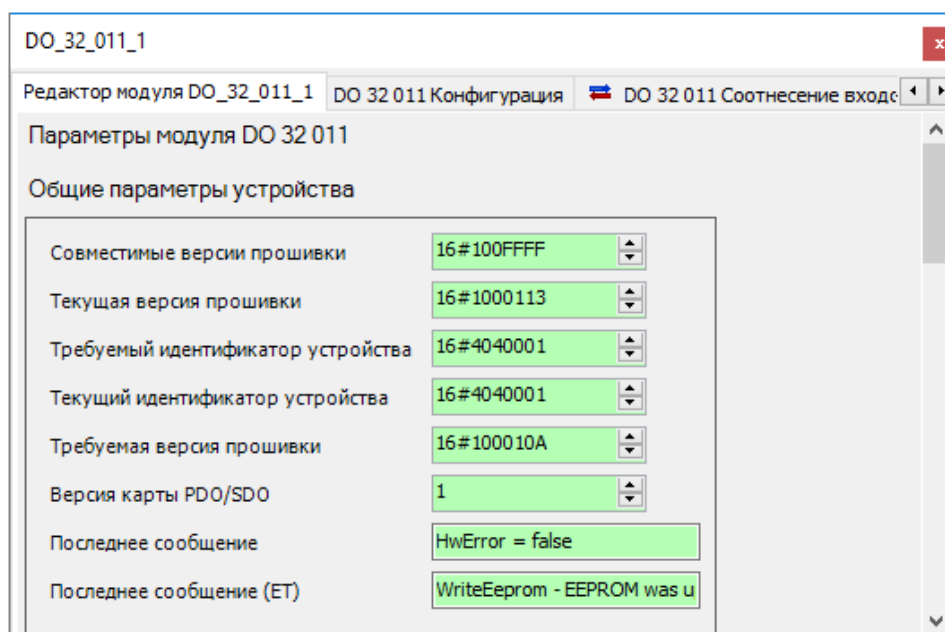 DO_32_011_1
x
Редактор модуля DO_32_011_1 DO 32 011 Конфигурация DO 32 011 Соотнесение
Параметры модуля DO 32 011
Общие параметры устройства
Совместимые версии прошивки 16#100FFFF
Текущая версия прошивки 16#1000113
Требуемый идентификатор устройства 16#4040001
Текущий идентификатор устройства 16#4040001
Требуемая версия прошивки 16#100010A
Версия карты PDO/SDO 1
Последнее сообщение HwError = false
Последнее сообщение (ET) WriteEeprom - EEPROM was